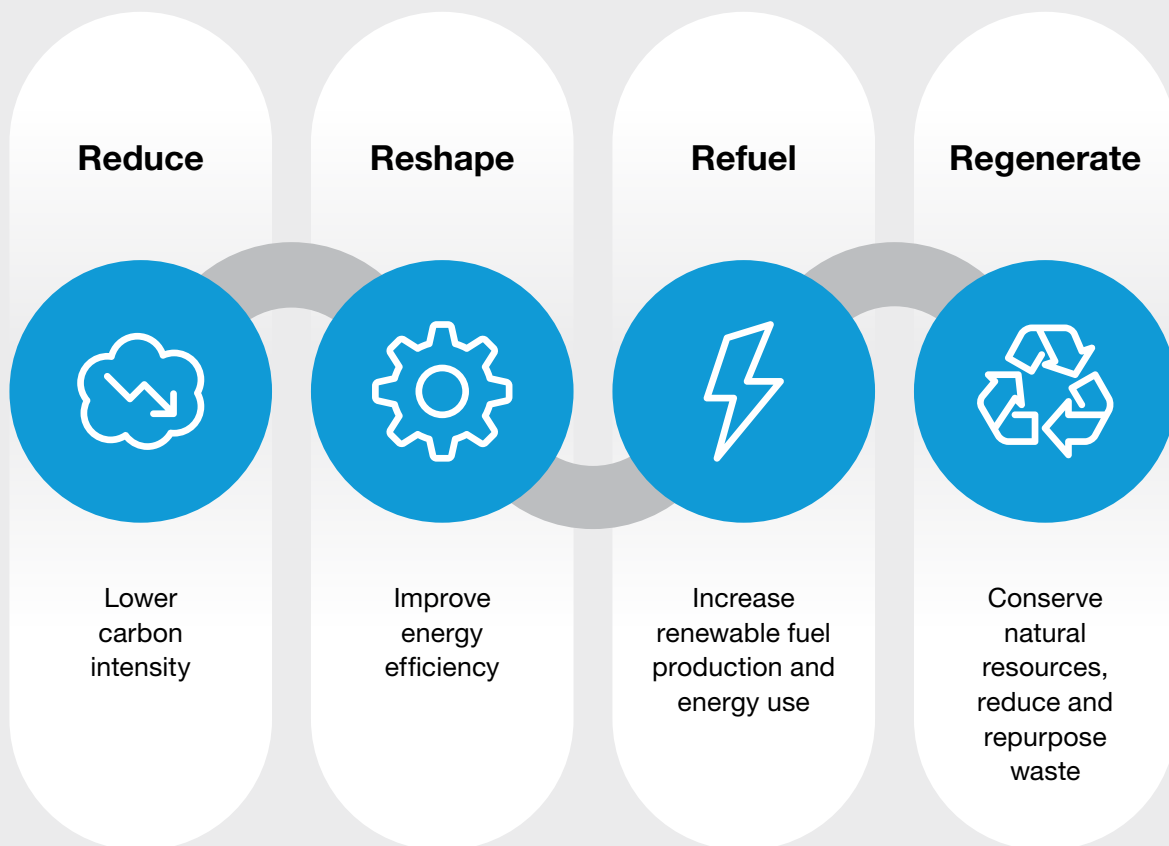 Reduce
Lower
carbon
intensity
Reshape
Improve
energy
efficiency
Refuel
Increase
renewable fuel
production and
energy use
Regenerate
Conserve
natural
resources,
reduce and
repurpose
waste